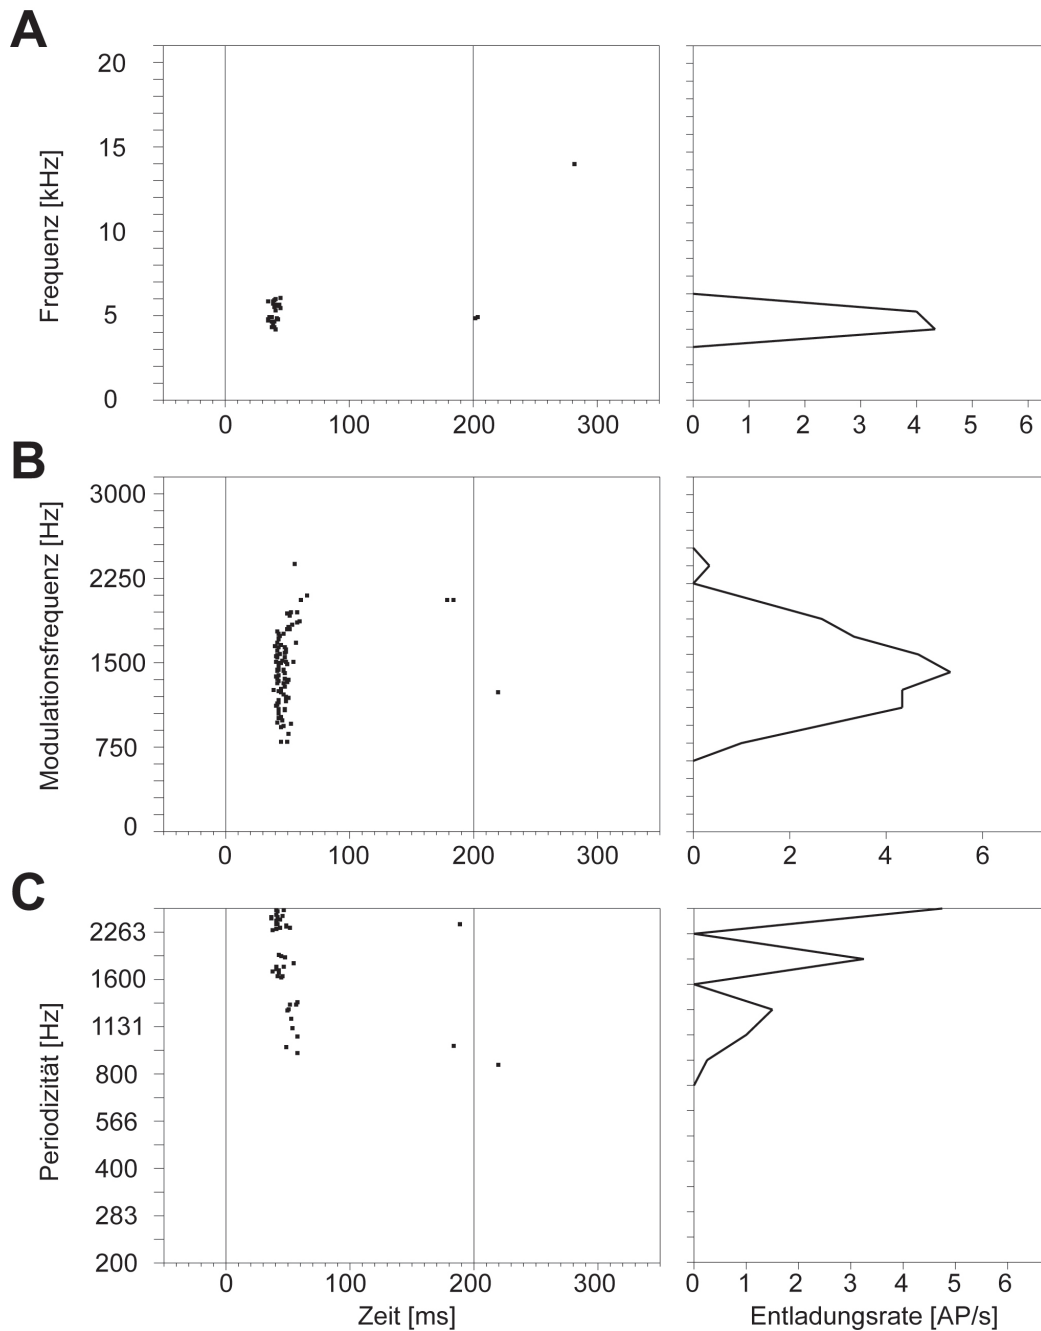 A
20
15
10
5
0
Frequenz [kHz]
0 100 200 300
0 1 2 3 4 5 6
B
3000
2250
1500
750
0
Modulationsfrequenz [Hz]
0 100 200 300
0 2 4 6
C
2263
1600
1131
800
566
400
283
200
Periodizität [Hz]
0 100 200 300
0 1 2 3 4 5 6
Zeit [ms]
Entladungsrate [AP/s]